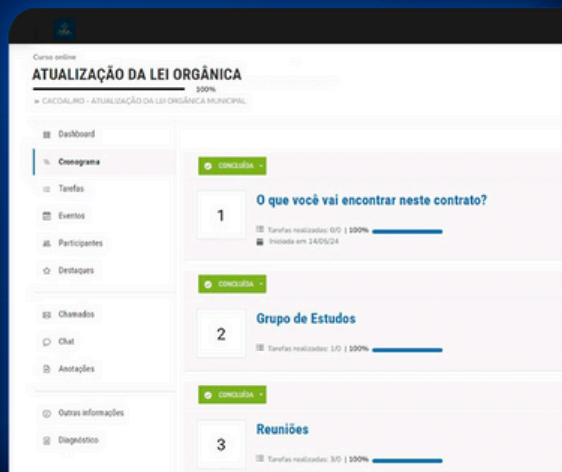 Curso online
ATUALIZAÇÃO DA LEI ORGÂNICA
100%
» CACOAL/RO - ATUALIZAÇÃO DA LEI ORGÂNICA MUNICIPAL
Dashboard
Cronograma
Tarefas
Eventos
Participantes
Destaques
Chamados
Chat
Anotações
Outras informações
Diagnóstico
CONCLUÍDA
1
O que você vai encontrar neste contrato?
Tarefas realizadas: 0/0 | 100%
Iniciada em 14/05/24
CONCLUÍDA
2
Grupo de Estudos
Tarefas realizadas: 1/0 | 100%
CONCLUÍDA
3
Reuniões
Tarefas realizadas: 3/0 | 100%